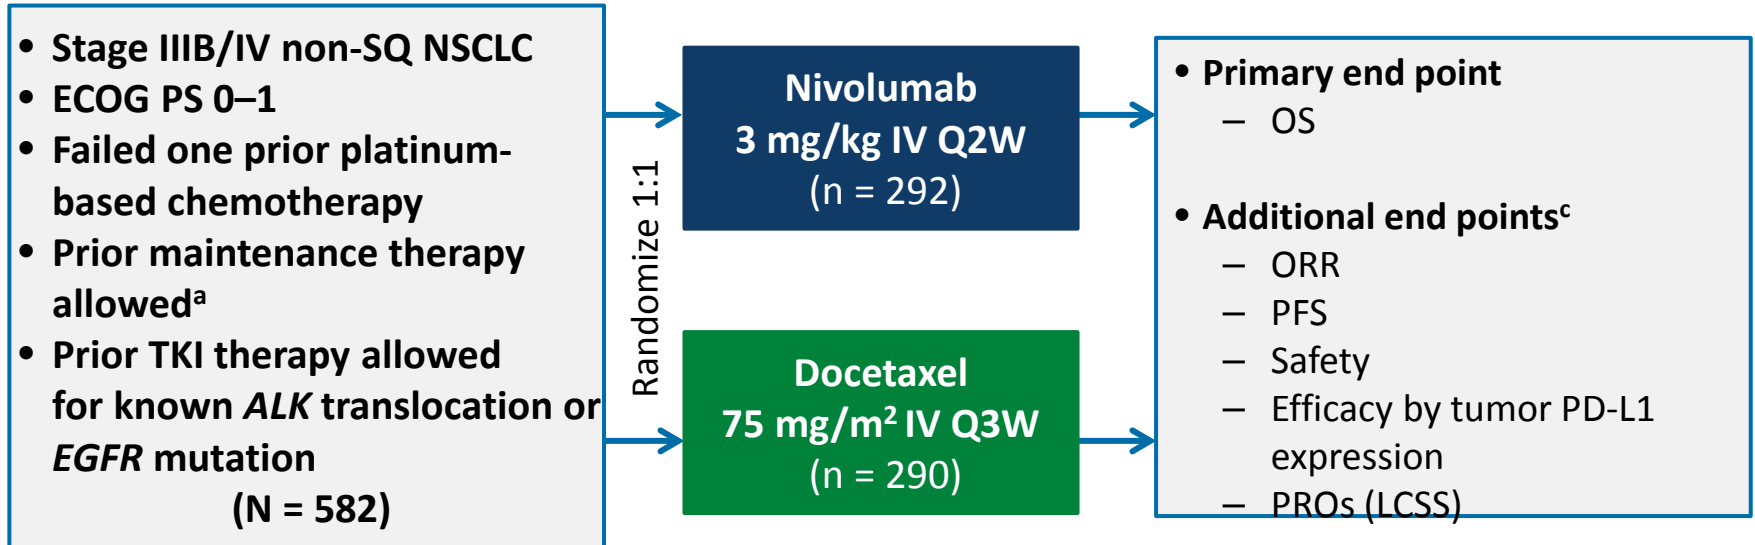 • Stage IIIB/IV non-SQ NSCLC
• ECOG PS 0–1
• Failed one prior platinum-
based chemotherapy
• Prior maintenance therapy
allowedᵃ
• Prior TKI therapy allowed
for known ALK translocation or
EGFR mutation
(N = 582)
Randomize 1:1
Nivolumab
3 mg/kg IV Q2W
(n = 292)
Docetaxel
75 mg/m² IV Q3W
(n = 290)
• Primary end point
– OS
• Additional end pointsᶜ
– ORR
– PFS
– Safety
– Efficacy by tumor PD-L1
expression
– PROs (LCSS)